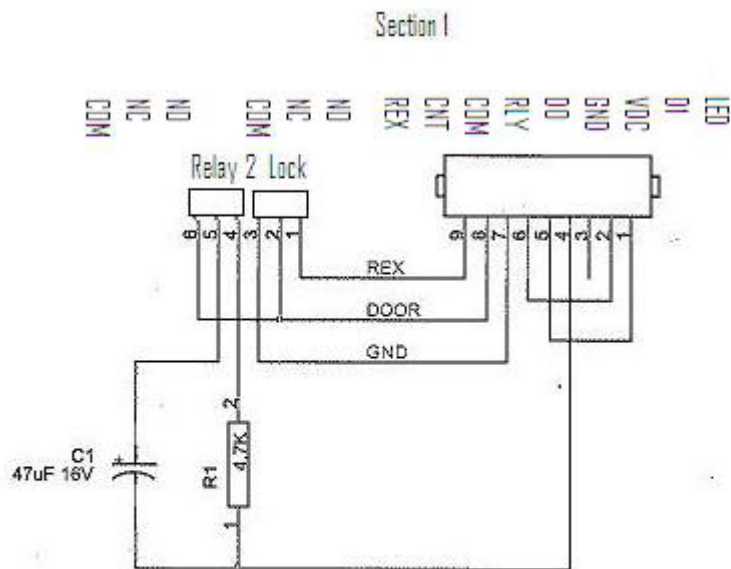 Section 1
COM NC NO COM NC NO REX CNT COM RLY DO GND VDC D1 LED
Relay 2 Lock
6 5 4 3 2 1 9 8 7 6 5 4 3 2 1
REX
DOOR
GND
2
C1
+
47uF 16V
R1
4.7K
1